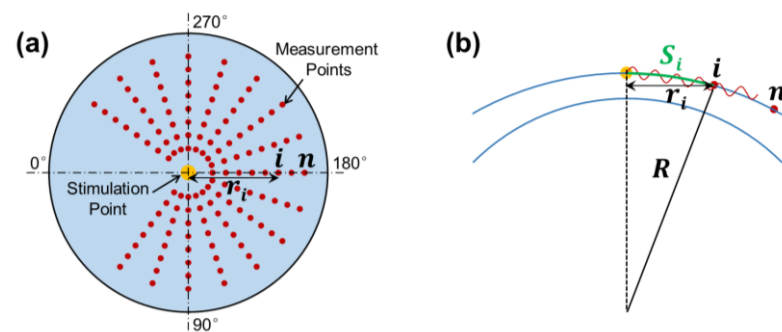 (a)
270°
Measurement
Points
0°
i
n
180°
Stimulation
Point
r_i
90°
(b)
S_i
i
r_i
n
R